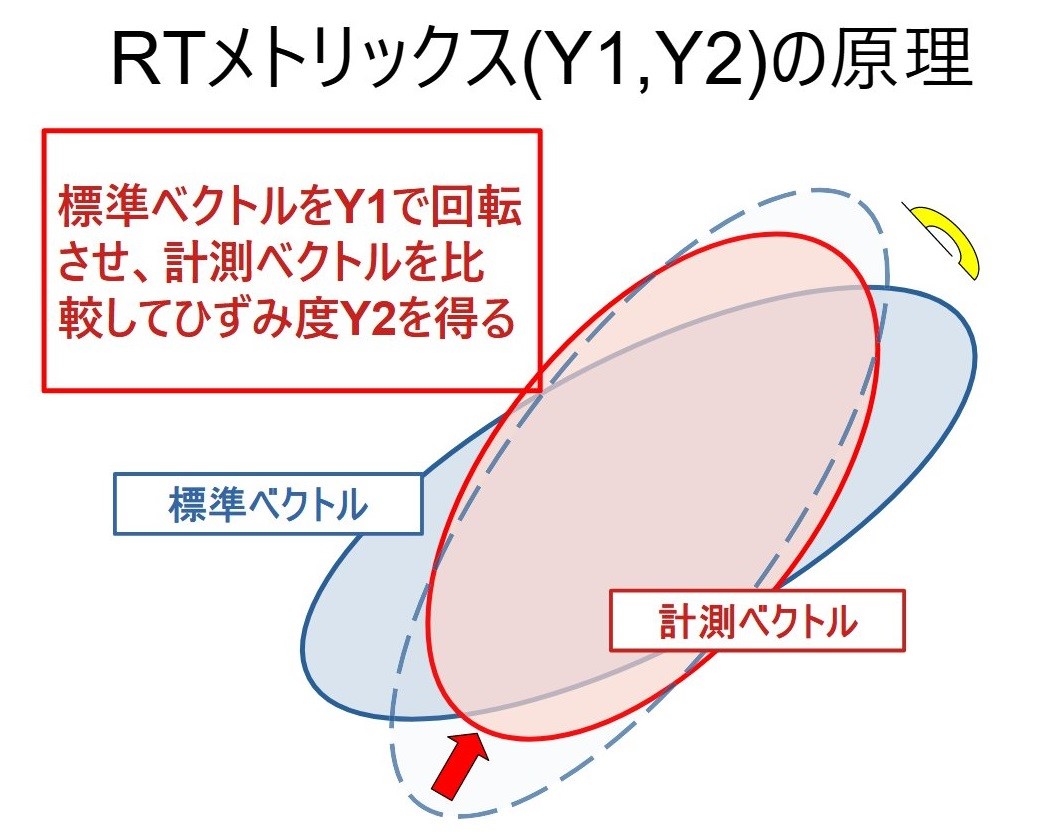 RTメトリックス(Y1,Y2)の原理
標準ベクトルをY1で回転
させ、計測ベクトルを比
較してひずみ度Y2を得る
標準ベクトル
計測ベクトル